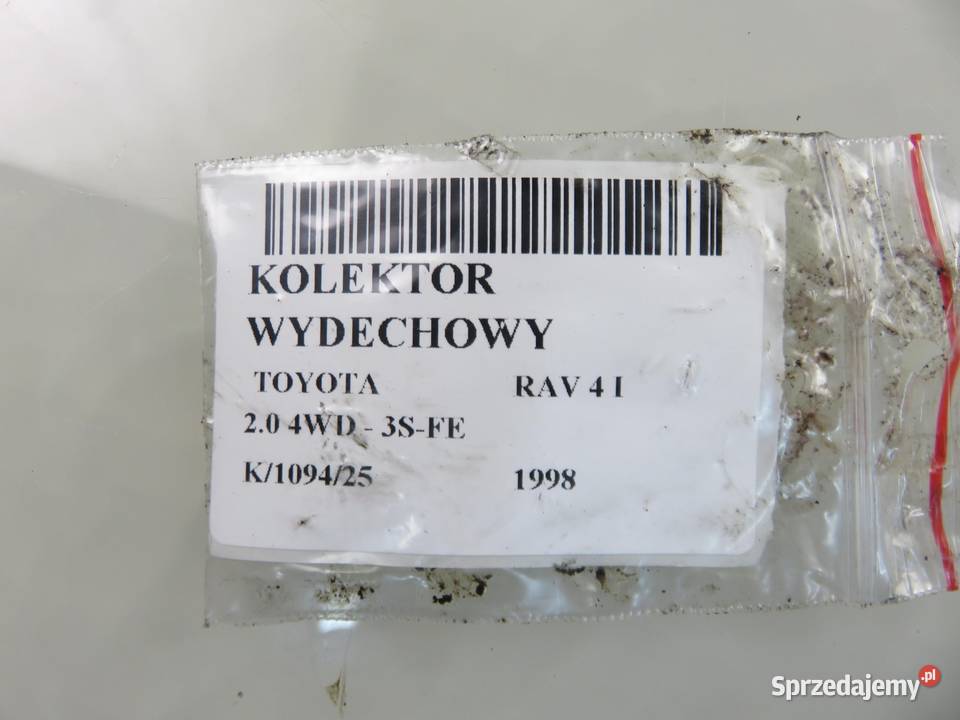 KOLEKTOR
WYDECHOWY
TOYOTA RAV 4 I
2.0 4WD - 3S-FE
K/1094/25 1998
Sprzedajemy.pl